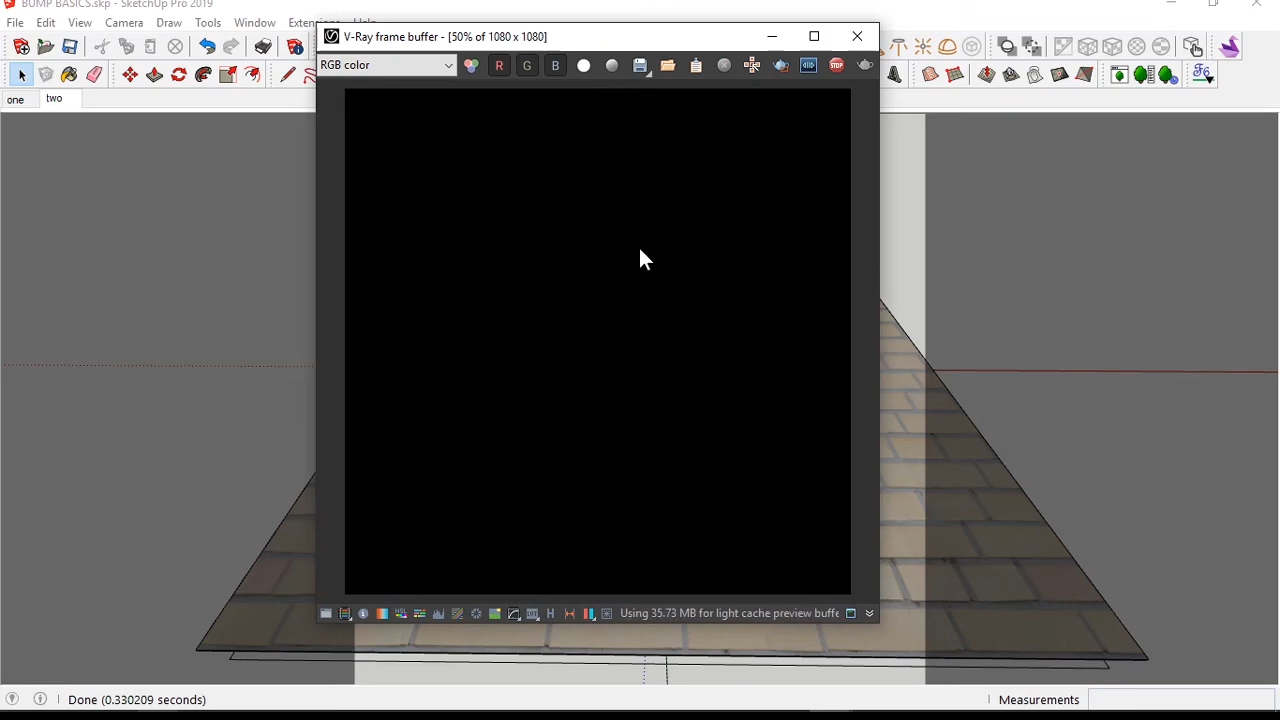 BUMP BASICS.skp - SketchUp Pro 2019
File Edit View Camera Draw Tools Window Extensions
V-Ray frame buffer - [50% of 1080 x 1080]
RGB color
R G B
one two
H
Using 35.73 MB for light cache preview buffe
Done (0.330209 seconds)
Measurements